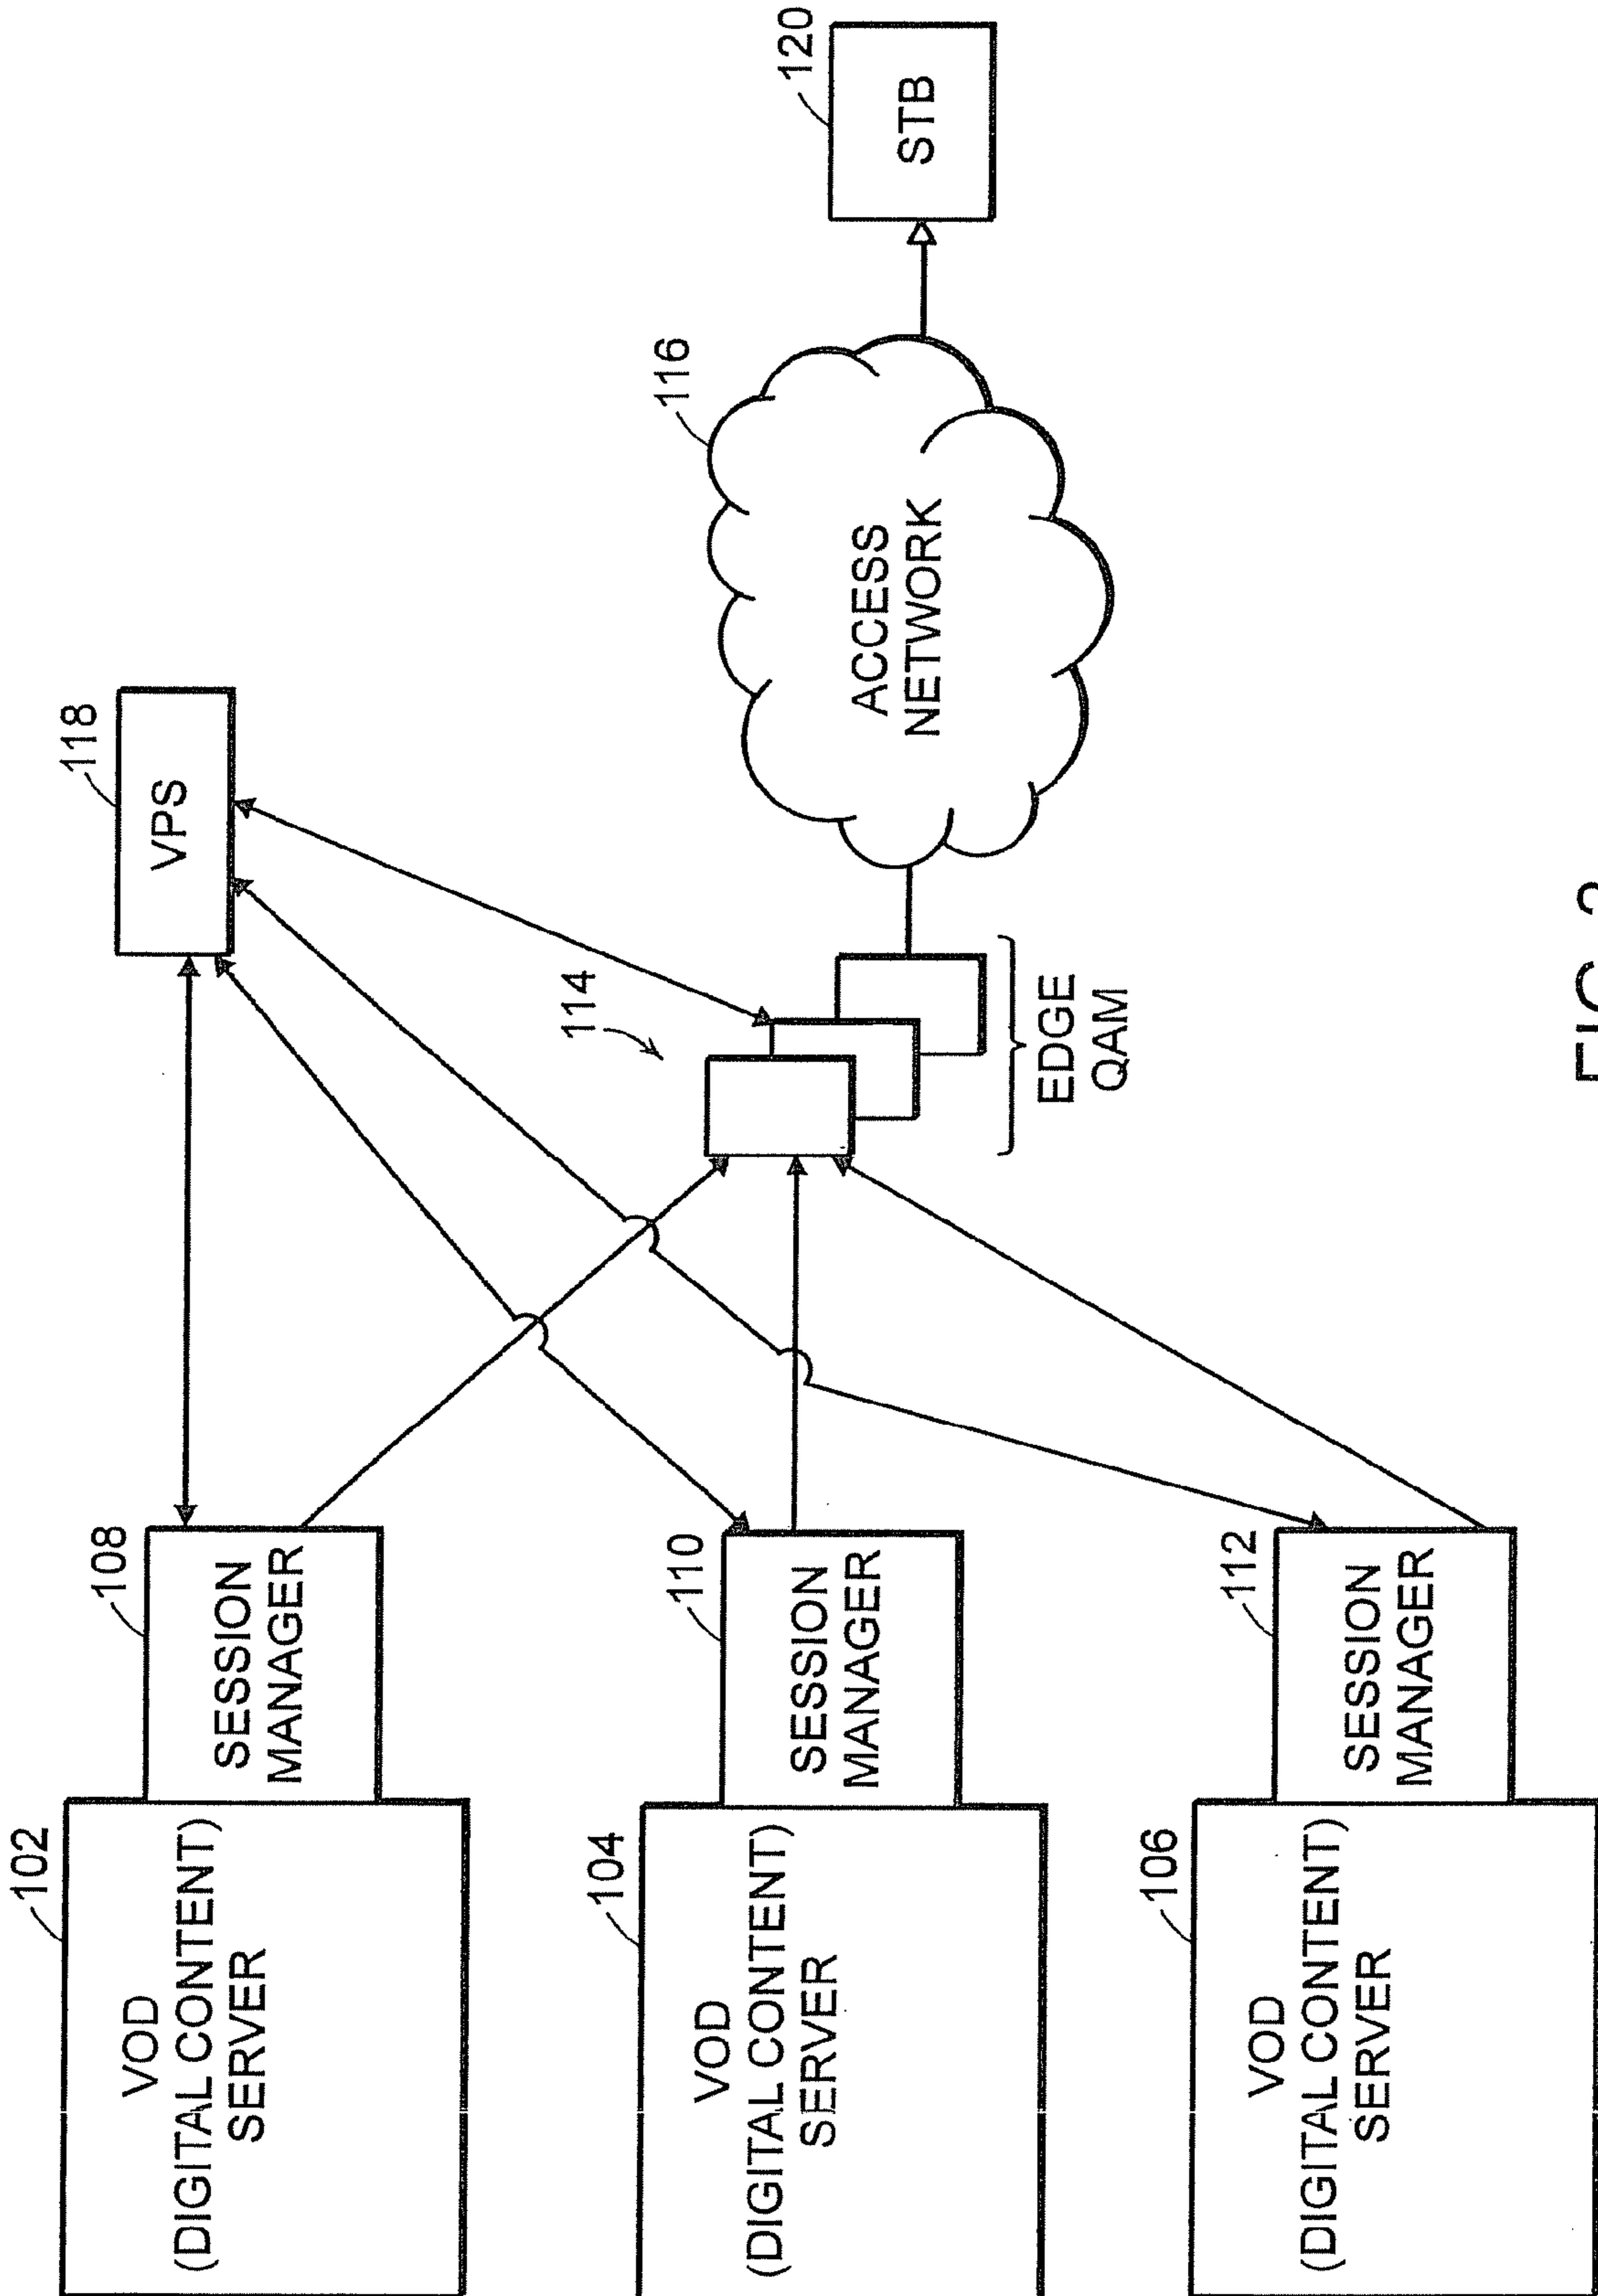 102
VOD
(DIGITAL CONTENT)
SERVER
108
SESSION
MANAGER
118
VPS
104
VOD
(DIGITAL CONTENT)
SERVER
110
SESSION
MANAGER
114
EDGE
QAM
116
ACCESS
NETWORK
120
STB
106
VOD
(DIGITAL CONTENT)
SERVER
112
SESSION
MANAGER
FIG.